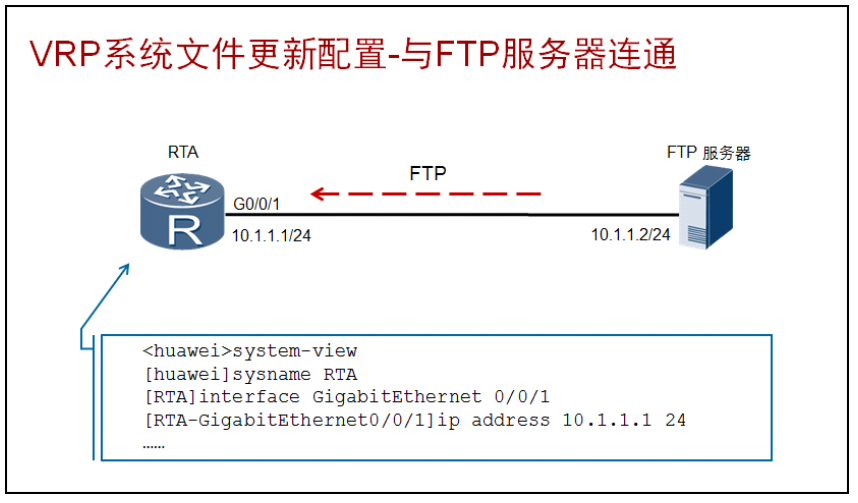 VRP系统文件更新配置-与FTP服务器连通
RTA
FTP 服务器
FTP
G0/0/1
10.1.1.1/24
10.1.1.2/24
R
<huawei>system-view
[huawei]sysname RTA
[RTA]interface GigabitEthernet 0/0/1
[RTA-GigabitEthernet0/0/1]ip address 10.1.1.1 24
……